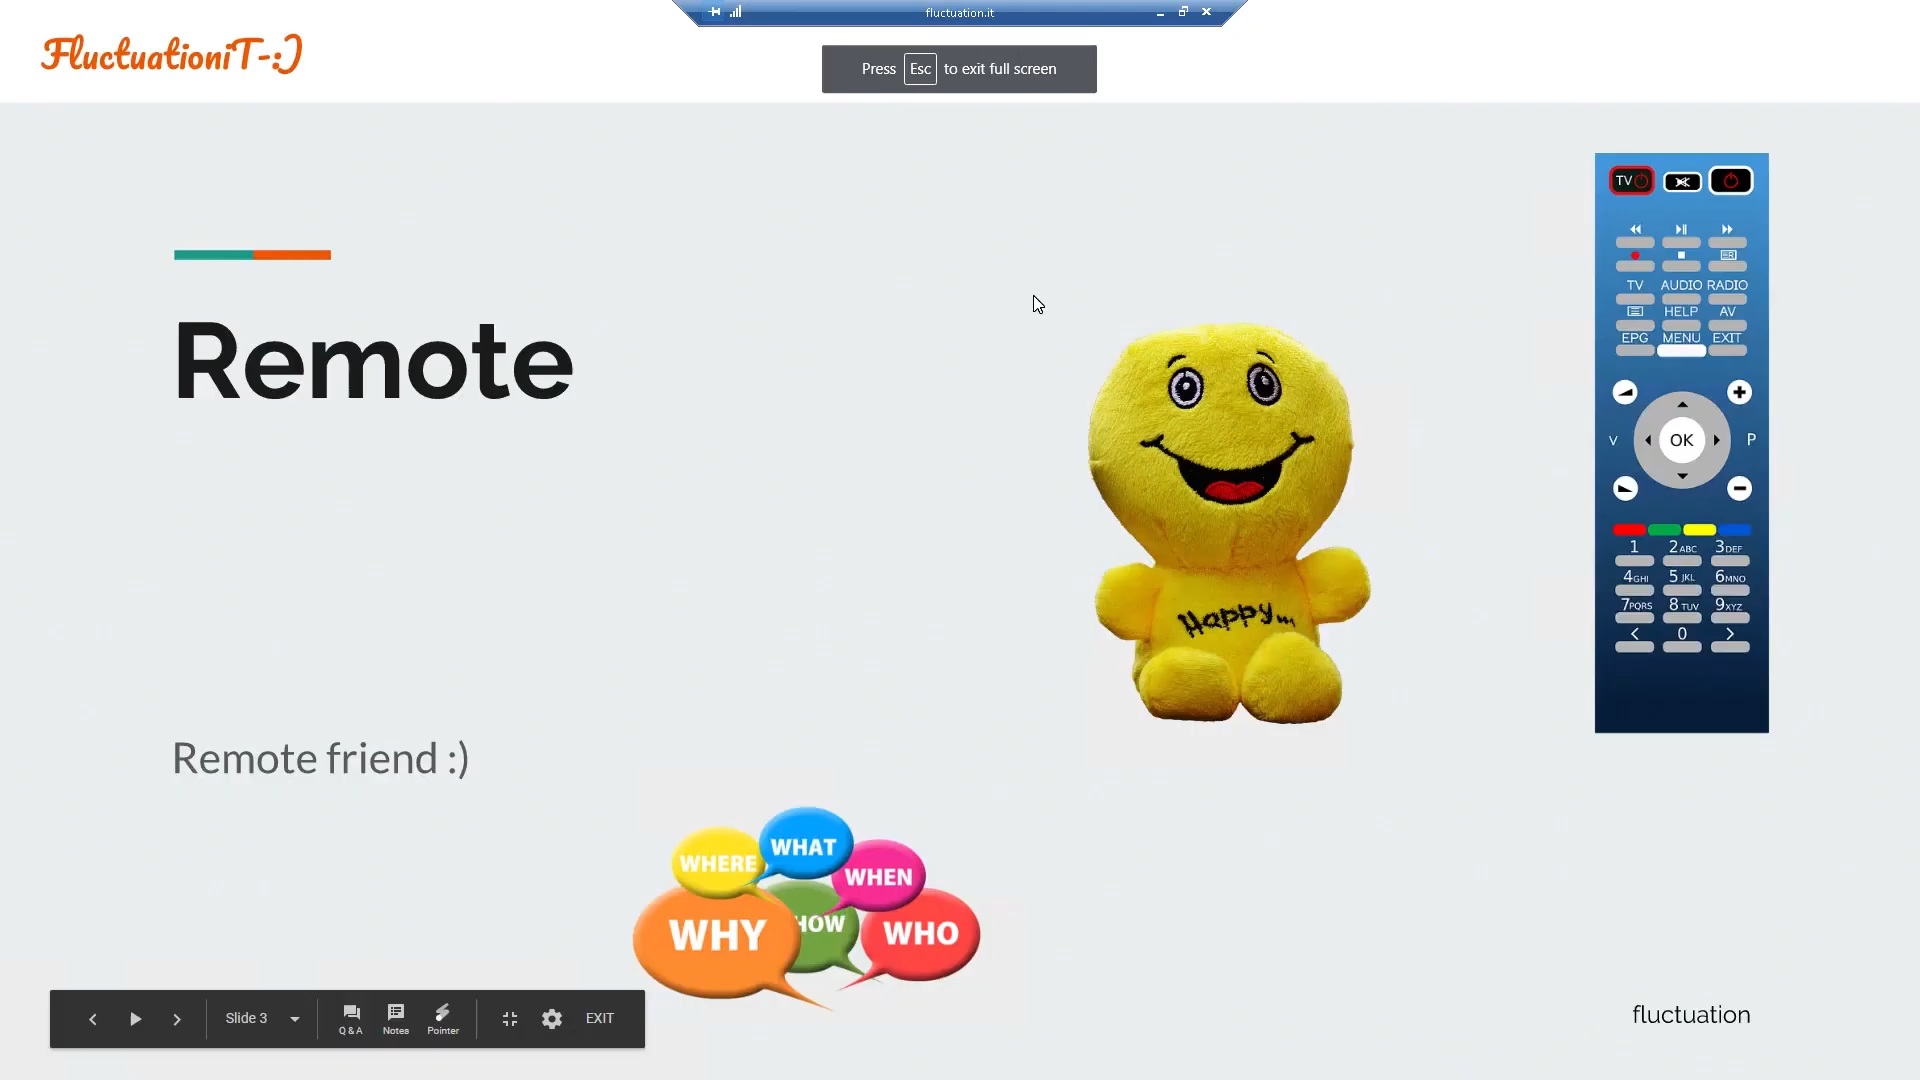 fluctuation.it
FluctuationiT-:)
Press Esc to exit full screen
TV
TV AUDIO RADIO
HELP AV
EPG MENU EXIT
Remote
V OK P
1 2ABC 3DEF
4GHI 5JKL 6MNO
7PQRS 8TUV 9XYZ
< 0 >
Happy...
Remote friend :)
WHERE WHAT WHEN
WHY HOW WHO
Slide 3
Q & A Notes Pointer
EXIT
fluctuation